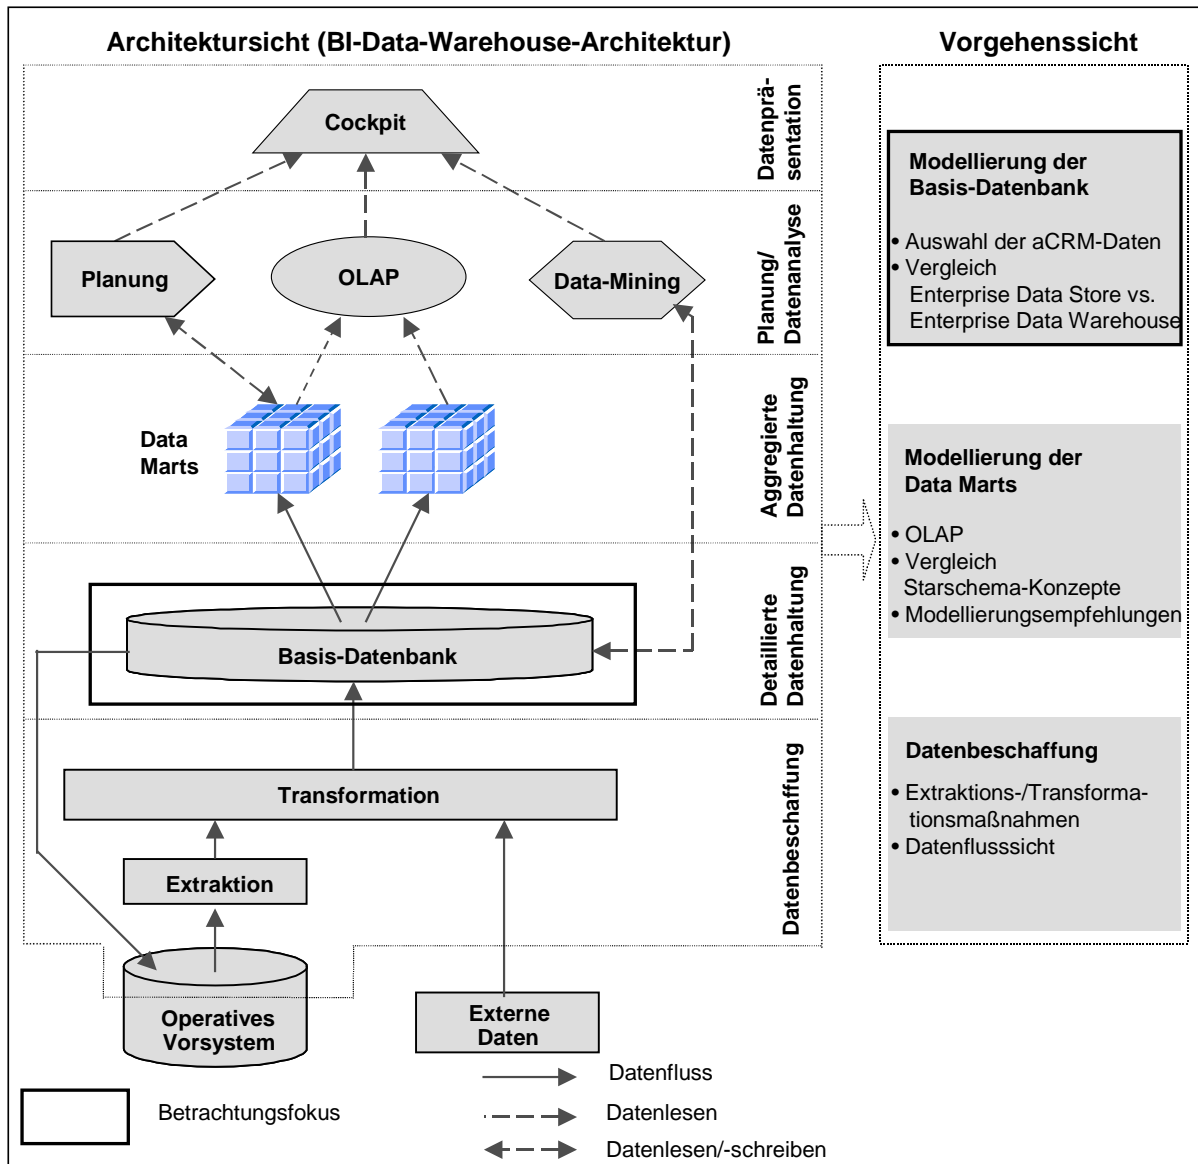 Architektursicht (BI-Data-Warehouse-Architektur)
Vorgehenssicht
Cockpit
Datenprä-
sentation
Planung
OLAP
Data-Mining
Planung/
Datenanalyse
Data
Marts
Aggregierte
Datenhaltung
Basis-Datenbank
Detaillierte
Datenhaltung
Transformation
Extraktion
Datenbeschaffung
Operatives
Vorsystem
Externe
Daten
Modellierung der
Basis-Datenbank
• Auswahl der aCRM-Daten
• Vergleich
Enterprise Data Store vs.
Enterprise Data Warehouse
Modellierung der
Data Marts
• OLAP
• Vergleich
Starschema-Konzepte
• Modellierungsempfehlungen
Datenbeschaffung
• Extraktions-/Transforma-
tionsmaßnahmen
• Datenflusssicht
Betrachtungsfokus
Datenfluss
Datenlesen
Datenlesen/-schreiben